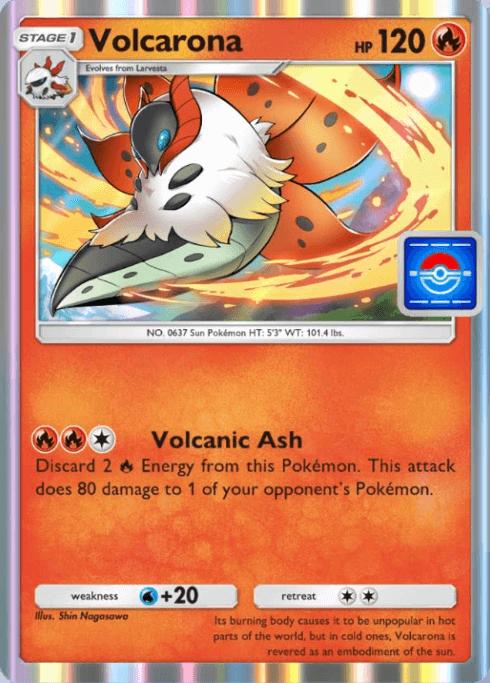 STAGE 1
Volcarona
HP 120
Evolves from Larvesta
NO. 0637 Sun Pokémon HT: 5'3" WT: 101.4 lbs.
Volcanic Ash
Discard 2 Energy from this Pokémon. This attack
does 80 damage to 1 of your opponent's Pokémon.
weakness +20 retreat
Illus. Shin Nagasawa
Its burning body causes it to be unpopular in hot
parts of the world, but in cold ones, Volcarona is
revered as an embodiment of the sun.